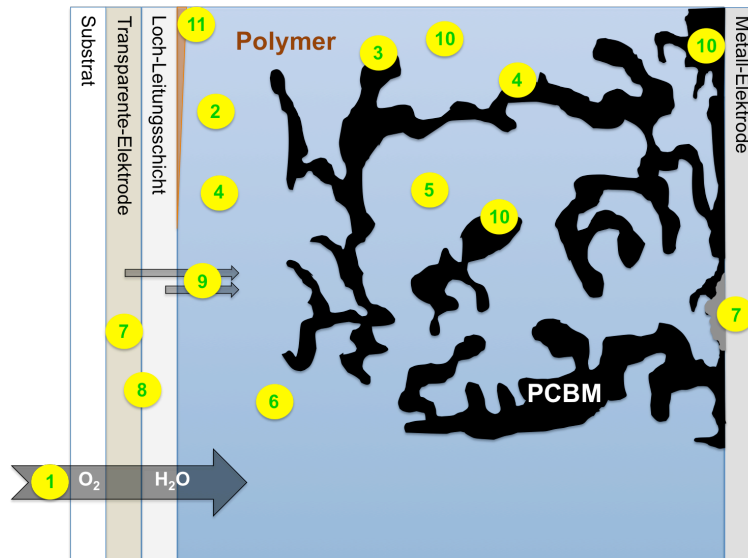 Substrat
Transparente-Elektrode
Loch-Leitungsschicht
Metall-Elektrode
11
Polymer
3
10
10
4
2
4
5
10
9
7
7
8
6
PCBM
1
O₂
H₂O